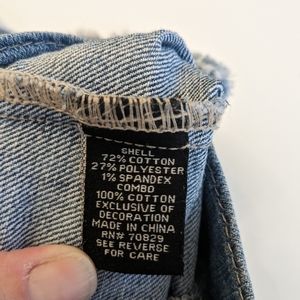 SHELL
72% COTTON
27% POLYESTER
1% SPANDEX
COMBO
100% COTTON
EXCLUSIVE OF
DECORATION
MADE IN CHINA
RN# 70829
SEE REVERSE
FOR CARE